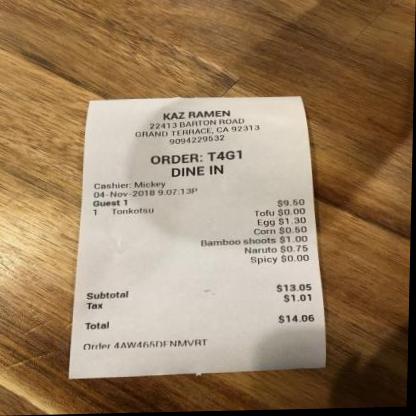 KAZ RAMEN
22413 BARTON ROAD
GRAND TERRACE, CA 92313
9094229532
ORDER: T4G1
DINE IN
Cashier: Mickey
04-Nov-2018 9:07:13P
Guest 1
1 Tonkotsu $9.50
Tofu $0.00
Egg $1.30
Corn $0.50
Bamboo shoots $1.00
Naruto $0.75
Spicy $0.00
Subtotal $13.05
Tax $1.01
Total $14.06
Order 4AW465DFNMVRT